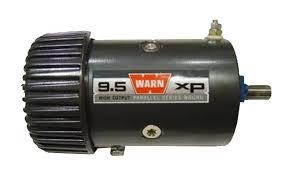 9.5 WARN XP
HIGH OUTPUT PARALLEL SERIES WOUND